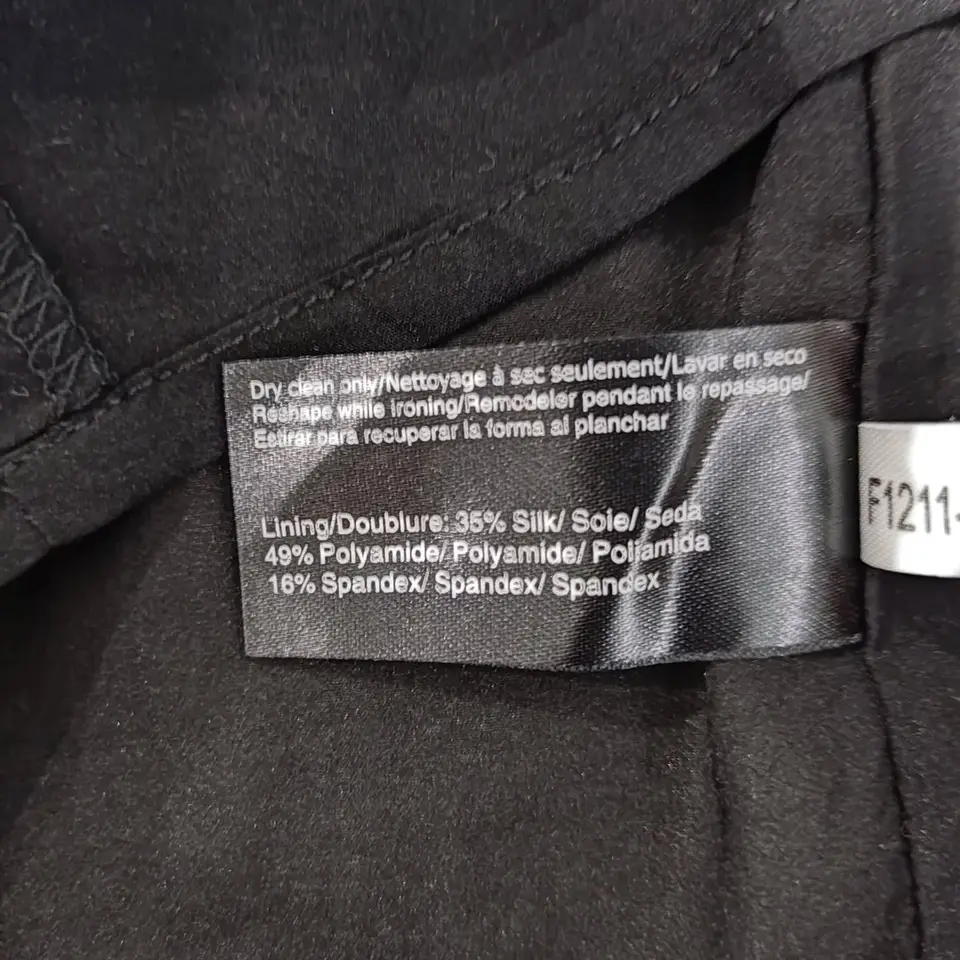 Dry clean only/Nettoyage à sec seulement/Lavar en seco
Reshape while ironing/Remodeler pendant le repassage/
Estirar para recuperar la forma al planchar
Lining/Doublure: 35% Silk/ Soie/ Seda
49% Polyamide/ Polyamide/ Poliamida
16% Spandex/ Spandex/ Spandex
F1211-